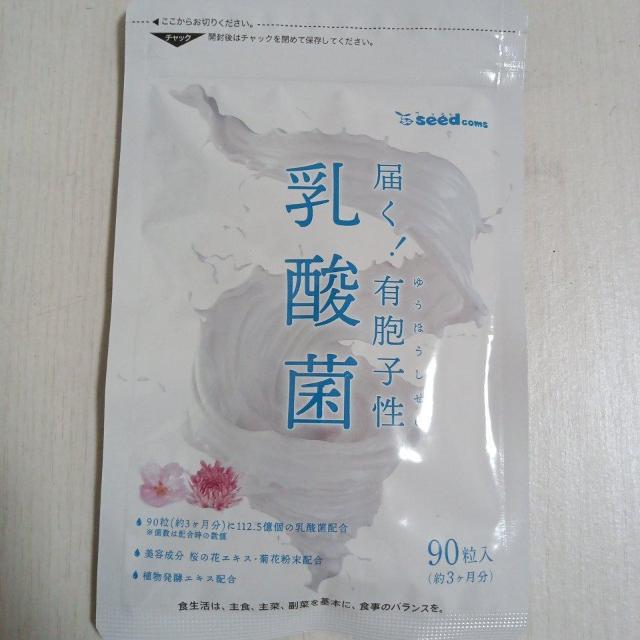 ◀ここからお切りください。
チャック 開封後はチャックを閉めて保存してください。
seedcoms
届く!有胞子性
ゆうほうしせい
乳酸菌
90粒(約3ヶ月分)に112.5億個の乳酸菌配合
※菌数は配合時の数値
美容成分 桜の花エキス・菊花粉末配合
植物発酵エキス配合
90粒入
(約3ヶ月分)
食生活は、主食、主菜、副菜を基本に、食事のバランスを。